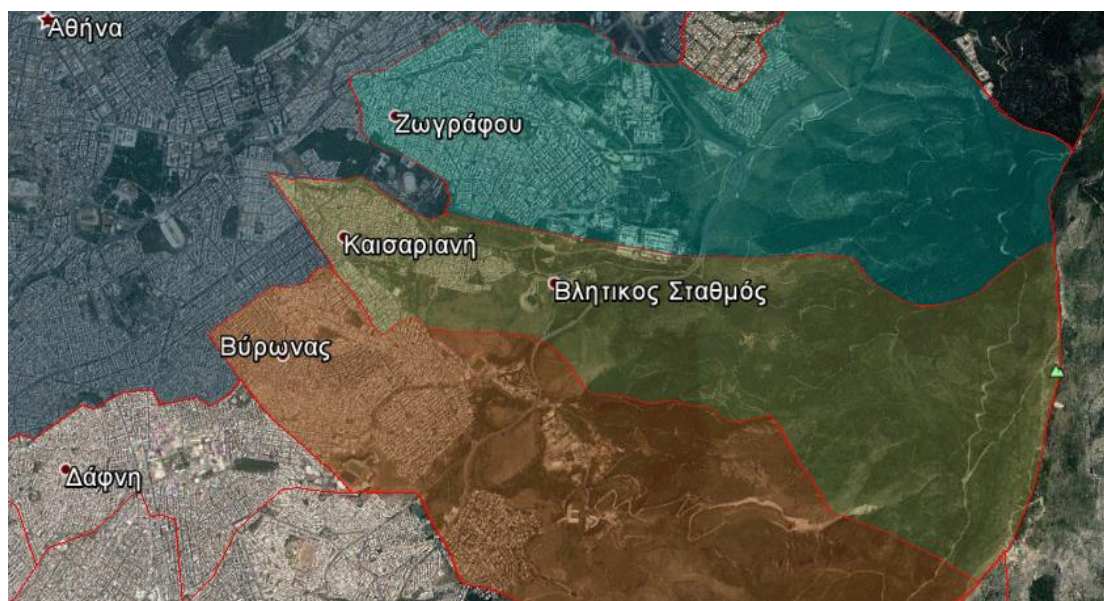 Αθήνα
Ζωγράφου
Καισαριανή
Βλητικος Σταθμός
Βύρωνας
Δάφνη